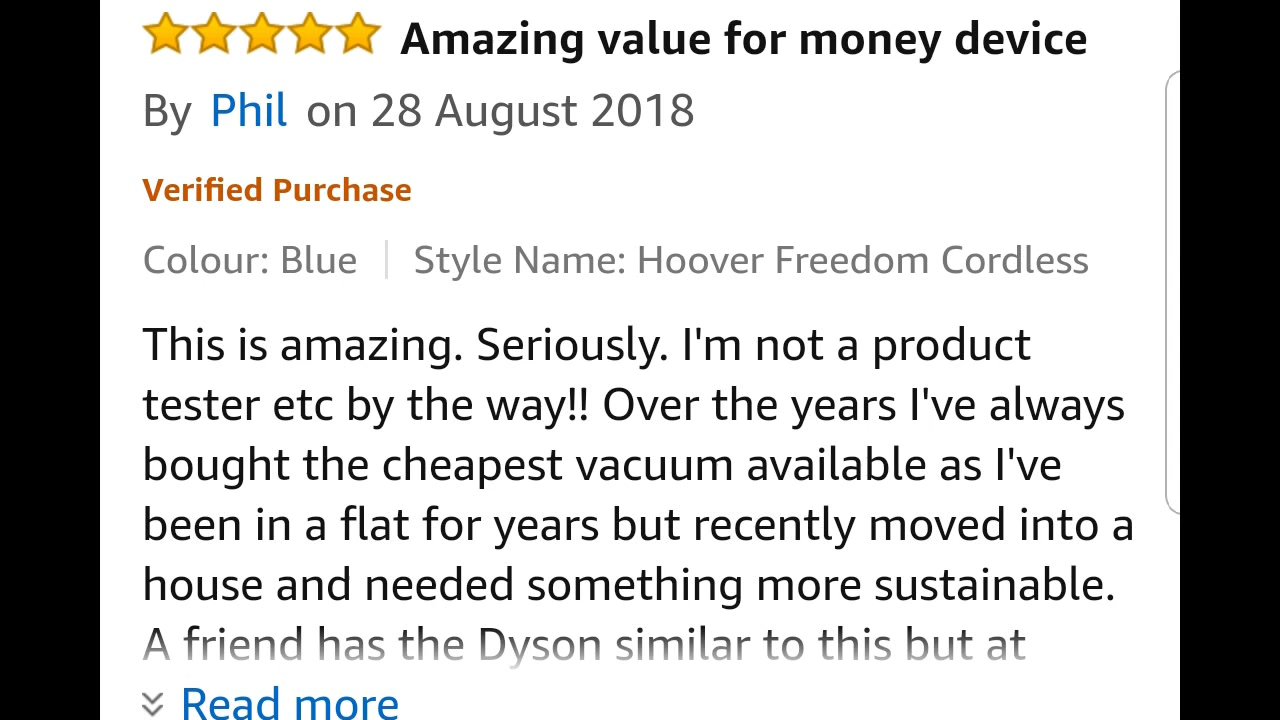 Amazing value for money device
By Phil on 28 August 2018
Verified Purchase
Colour: Blue | Style Name: Hoover Freedom Cordless
This is amazing. Seriously. I'm not a product
tester etc by the way!! Over the years I've always
bought the cheapest vacuum available as I've
been in a flat for years but recently moved into a
house and needed something more sustainable.
A friend has the Dyson similar to this but at
Read more